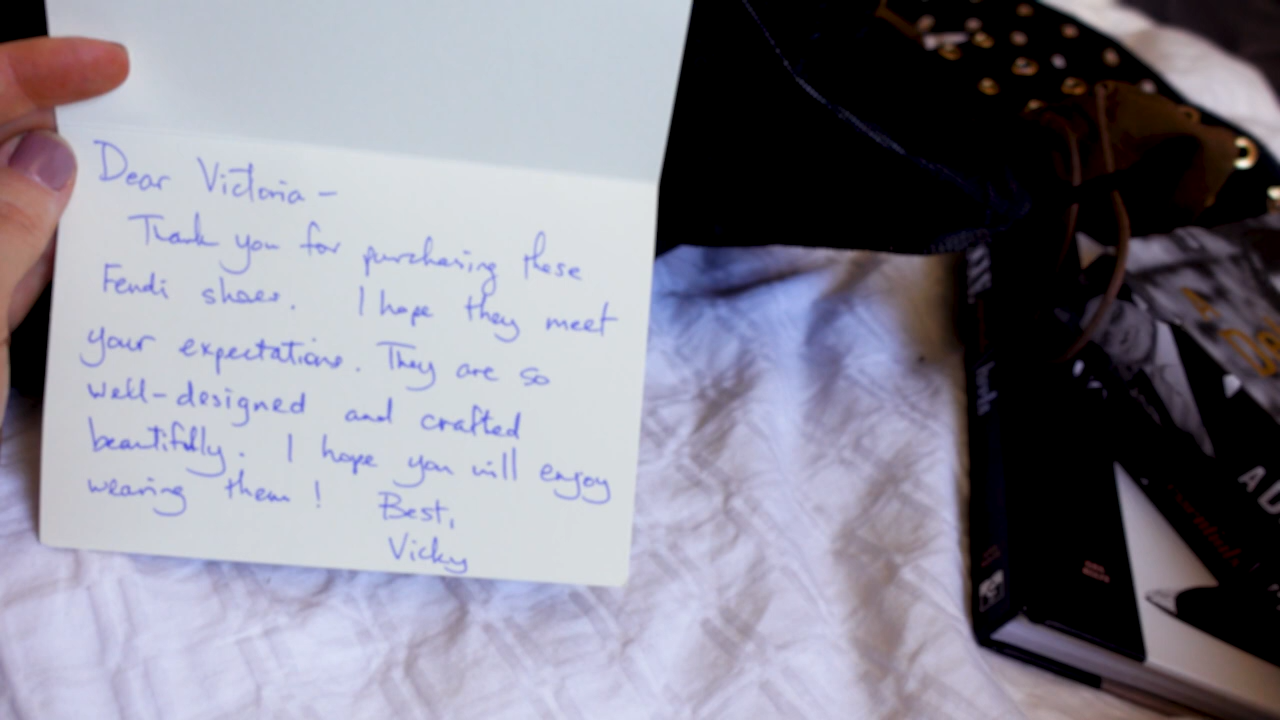 Dear Victoria –
Thank you for purchasing these
Fendi shoes. I hope they meet
your expectations. They are so
well-designed and crafted
beautifully. I hope you will enjoy
wearing them! Best,
Vicky